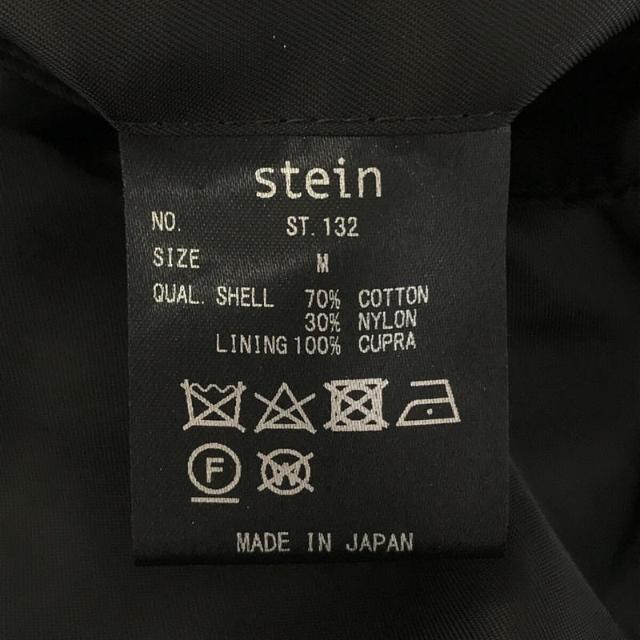 stein
NO. ST. 132
SIZE M
QUAL. SHELL 70% COTTON
30% NYLON
LINING 100% CUPRA
F W
MADE IN JAPAN